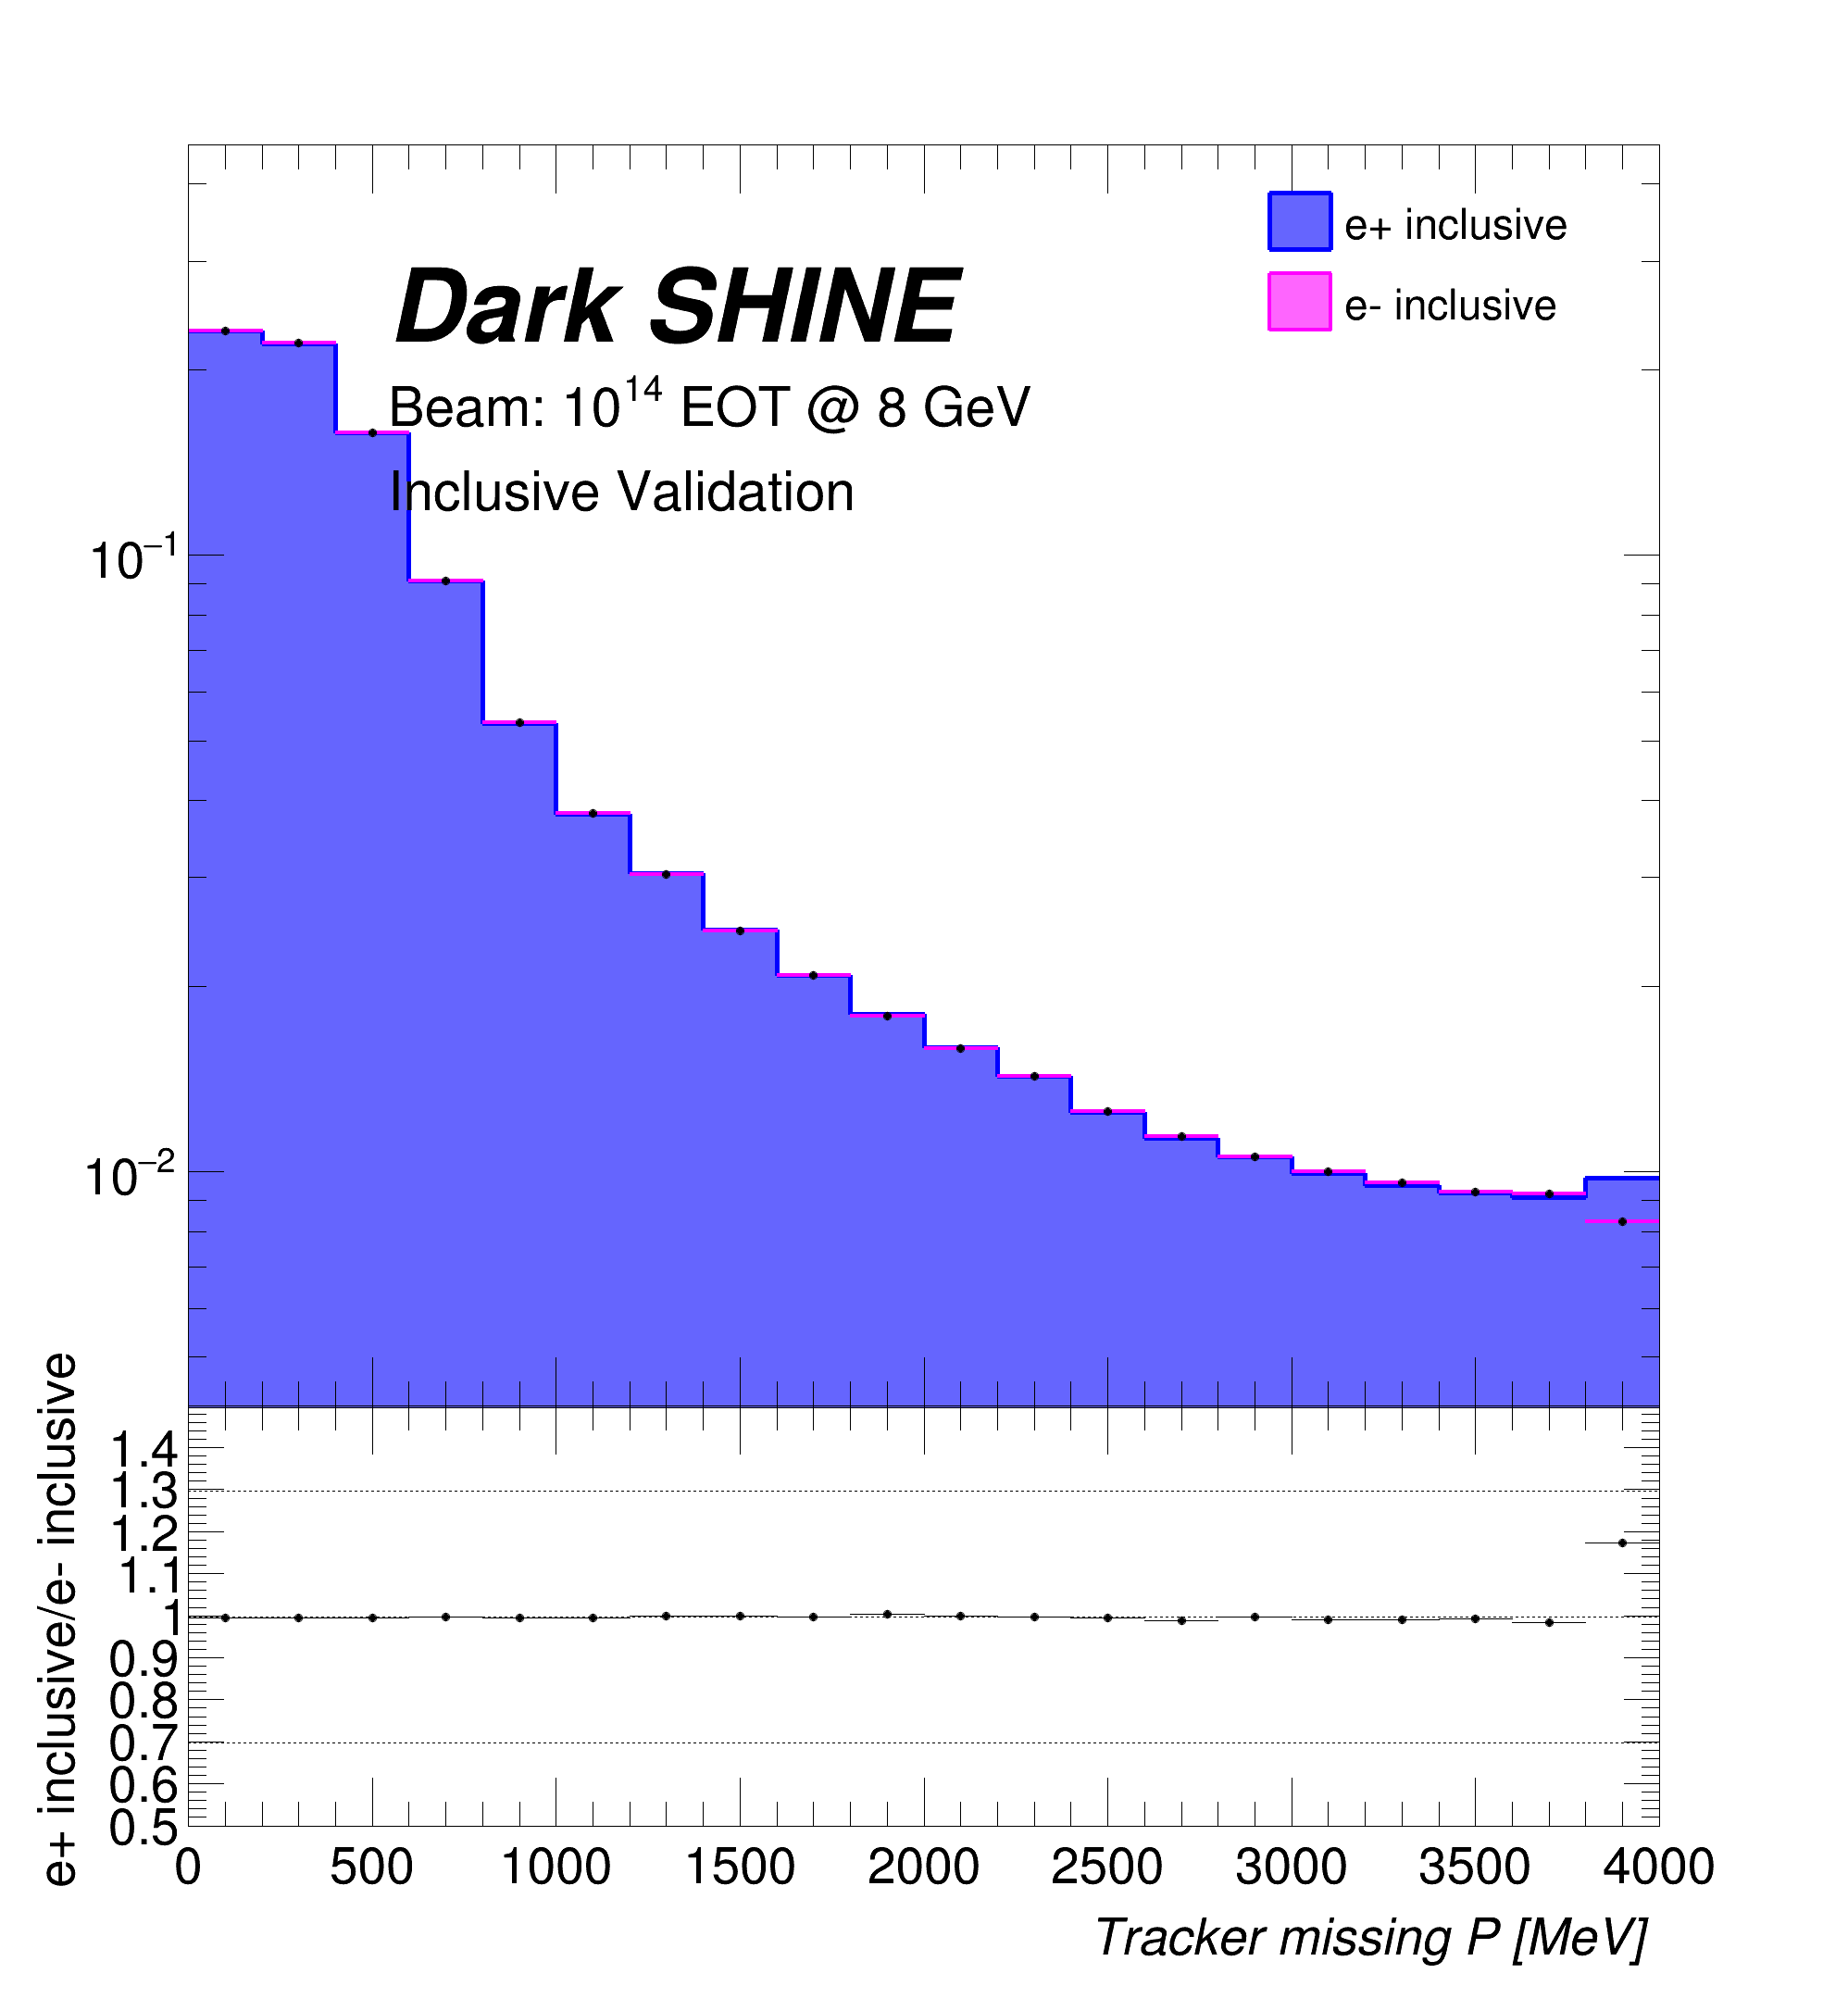 e+ inclusive
e- inclusive
Dark SHINE
Beam: 10^14 EOT @ 8 GeV
Inclusive Validation
10^−1
10^−2
e+ inclusive/e- inclusive
1.4
1.3
1.2
1.1
1
0.9
0.8
0.7
0.6
0.5
0 500 1000 1500 2000 2500 3000 3500 4000
Tracker missing P [MeV]